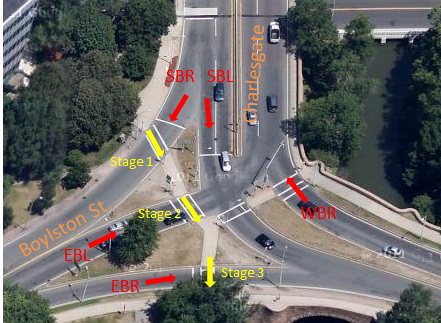 SBR SBL
Charlesgate
Stage 1
Boylston St.
Stage 2
WBR
EBL
EBR
Stage 3